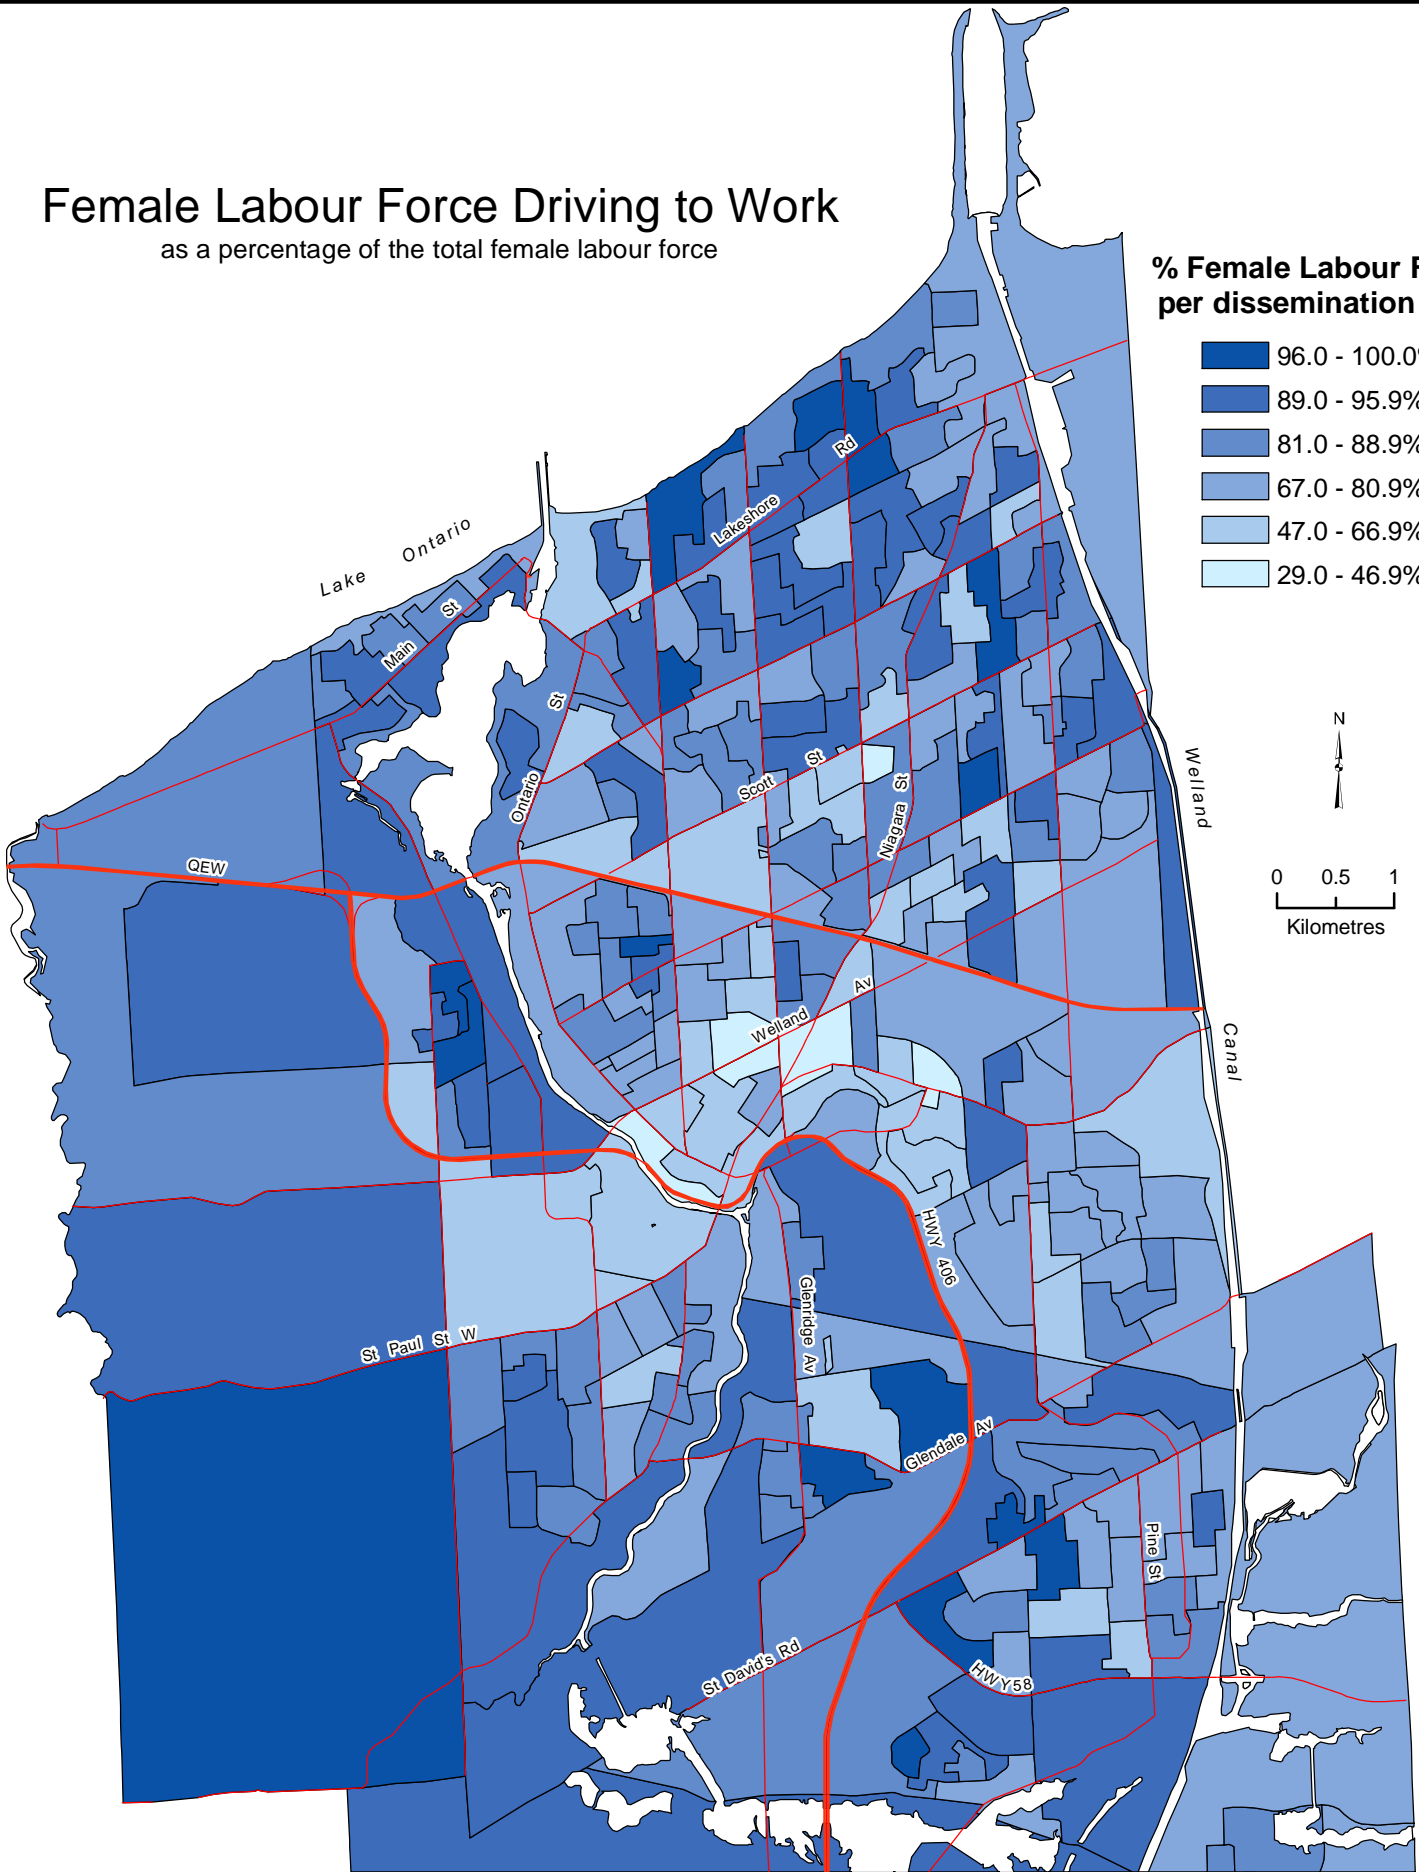 Female Labour Force Driving to Work
as a percentage of the total female labour force
% Female Labour
per dissemination
96.0 - 100.0
89.0 - 95.9%
81.0 - 88.9%
67.0 - 80.9%
47.0 - 66.9%
29.0 - 46.9%
Lake Ontario
Lakeshore Rd
Main St
Ontario St
Scott St
Niagara St
Welland Canal
N
0 0.5 1
Kilometres
QEW
Welland Av
HWY 406
Glenridge Av
St Paul St W
Glendale Av
Pine St
St David's Rd
HWY58